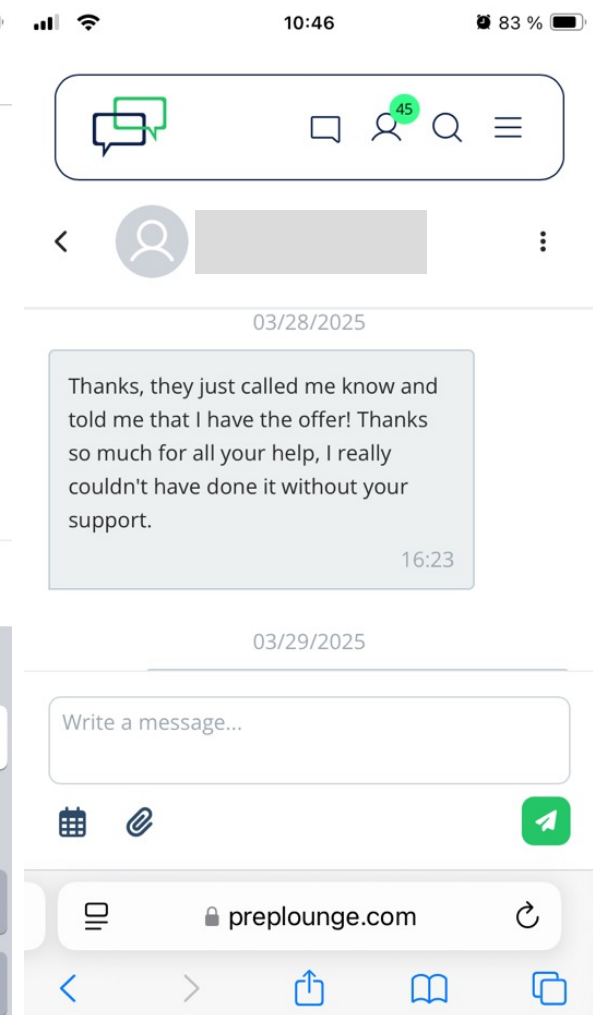 10:46
83 %
45
03/28/2025
Thanks, they just called me know and
told me that I have the offer! Thanks
so much for all your help, I really
couldn't have done it without your
support.
16:23
03/29/2025
Write a message...
preplounge.com